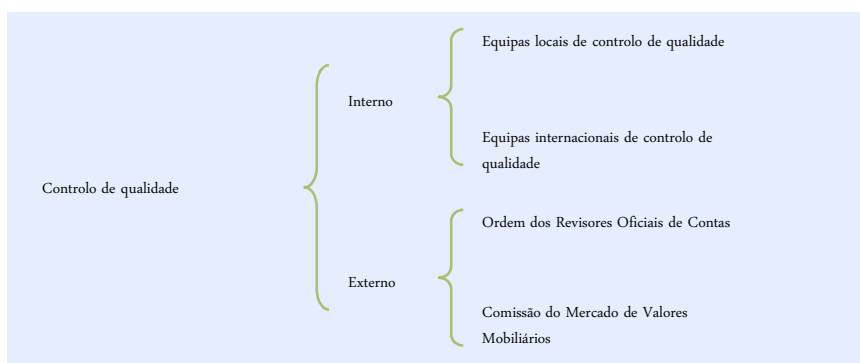 Controlo de qualidade
Interno
Equipas locais de controlo de qualidade
Equipas internacionais de controlo de
qualidade
Externo
Ordem dos Revisores Oficiais de Contas
Comissão do Mercado de Valores
Mobiliários